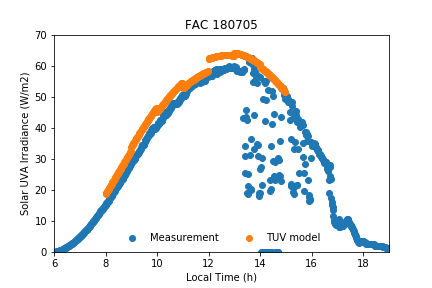 FAC 180705
Solar UVA Irradiance (W/m2)
70
60
50
40
30
20
10
0
Measurement
TUV model
6 8 10 12 14 16 18
Local Time (h)